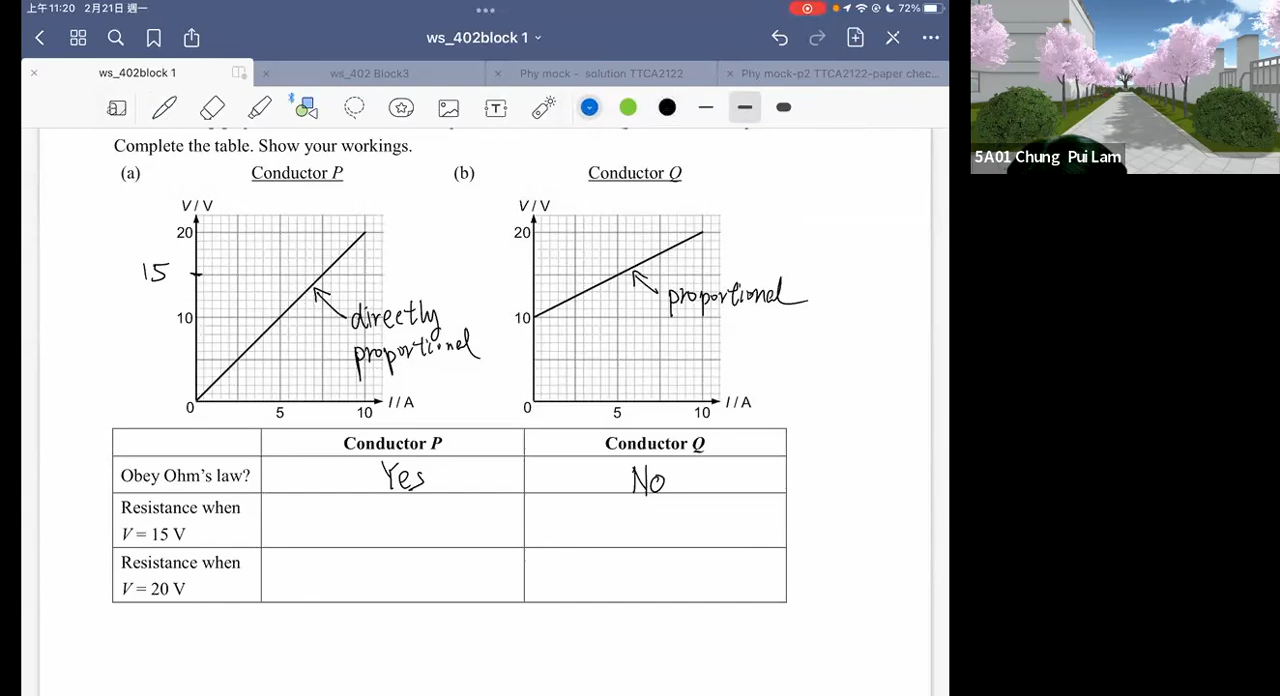 上午11:20 2月21日 週一
72%
ws_402block 1
ws_402block 1
ws_402 Block3
Phy mock - solution TTCA2122
Phy mock-p2 TTCA2122-paper chec...
5A01 Chung Pui Lam
Complete the table. Show your workings.
(a) Conductor P
(b) Conductor Q
V / V
20
15
10
0
5
10
I / A
directly
proportional
V / V
20
10
0
5
10
I / A
proportional
Conductor P Conductor Q
Obey Ohm's law? Yes No
Resistance when
V = 15 V
Resistance when
V = 20 V